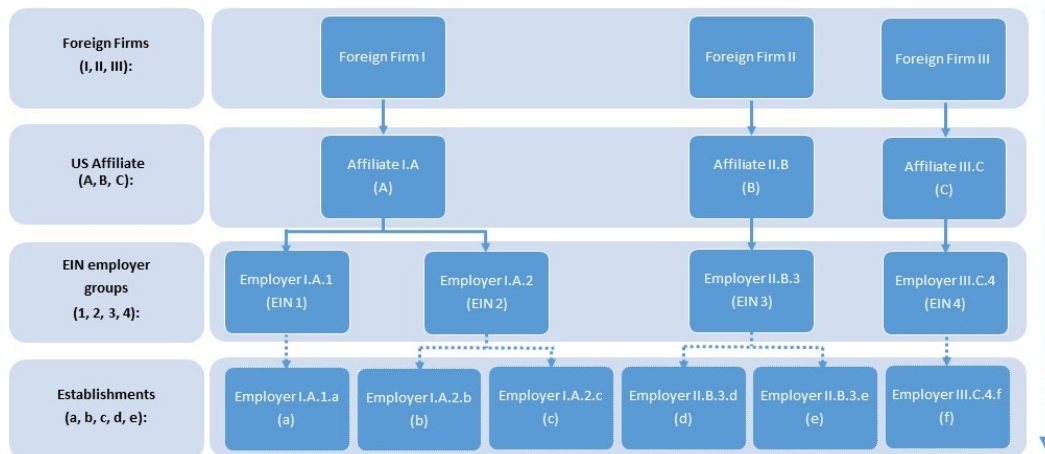 Foreign Firms
(I, II, III):
Foreign Firm I
Foreign Firm II
Foreign Firm III
US Affiliate
(A, B, C):
Affiliate I.A
(A)
Affiliate II.B
(B)
Affiliate III.C
(C)
EIN employer
groups
(1, 2, 3, 4):
Employer I.A.1
(EIN 1)
Employer I.A.2
(EIN 2)
Employer II.B.3
(EIN 3)
Employer III.C.4
(EIN 4)
Establishments
(a, b, c, d, e):
Employer I.A.1.a
(a)
Employer I.A.2.b
(b)
Employer I.A.2.c
(c)
Employer II.B.3.d
(d)
Employer II.B.3.e
(e)
Employer III.C.4.f
(f)